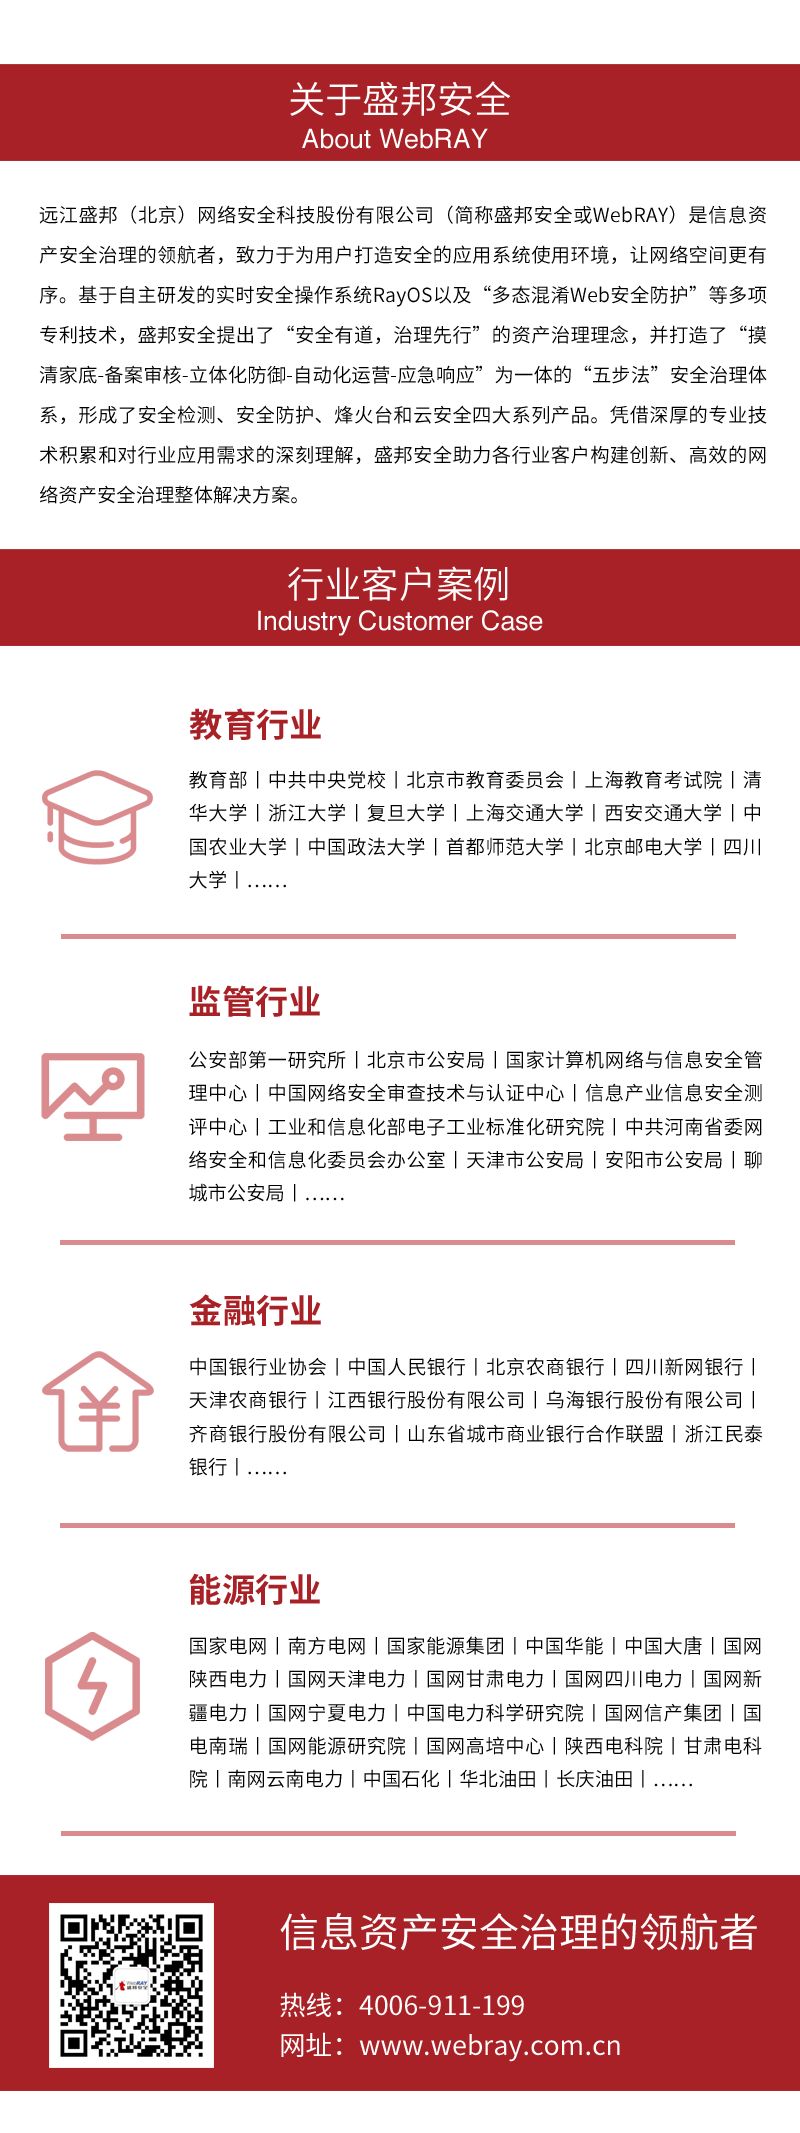 关于盛邦安全
About WebRAY
远江盛邦（北京）网络安全科技股份有限公司（简称盛邦安全或WebRAY）是信息资
产安全治理的领航者，致力于为用户打造安全的应用系统使用环境，让网络空间更有
序。基于自主研发的实时安全操作系统RayOS以及“多态混淆Web安全防护”等多项
专利技术，盛邦安全提出了“安全有道，治理先行”的资产治理理念，并打造了“摸
清家底-备案审核-立体化防御-自动化运营-应急响应”为一体的“五步法”安全治理体
系，形成了安全检测、安全防护、烽火台和云安全四大系列产品。凭借深厚的专业技
术积累和对行业应用需求的深刻理解，盛邦安全助力各行业客户构建创新、高效的网
络资产安全治理整体解决方案。
行业客户案例
Industry Customer Case
教育行业
教育部丨中共中央党校丨北京市教育委员会丨上海教育考试院丨清
华大学丨浙江大学丨复旦大学丨上海交通大学丨西安交通大学丨中
国农业大学丨中国政法大学丨首都师范大学丨北京邮电大学丨四川
大学丨……
监管行业
公安部第一研究所丨北京市公安局丨国家计算机网络与信息安全管
理中心丨中国网络安全审查技术与认证中心丨信息产业信息安全测
评中心丨工业和信息化部电子工业标准化研究院丨中共河南省委网
络安全和信息化委员会办公室丨天津市公安局丨安阳市公安局丨聊
城市公安局丨……
金融行业
中国银行业协会丨中国人民银行丨北京农商银行丨四川新网银行丨
天津农商银行丨江西银行股份有限公司丨乌海银行股份有限公司丨
齐商银行股份有限公司丨山东省城市商业银行合作联盟丨浙江民泰
银行丨……
能源行业
国家电网丨南方电网丨国家能源集团丨中国华能丨中国大唐丨国网
陕西电力丨国网天津电力丨国网甘肃电力丨国网四川电力丨国网新
疆电力丨国网宁夏电力丨中国电力科学研究院丨国网信产集团丨国
电南瑞丨国网能源研究院丨国网高培中心丨陕西电科院丨甘肃电科
院丨南网云南电力丨中国石化丨华北油田丨长庆油田丨……
WebRAY
盛邦安全
信息资产安全治理的领航者
热线：4006-911-199
网址：www.webray.com.cn